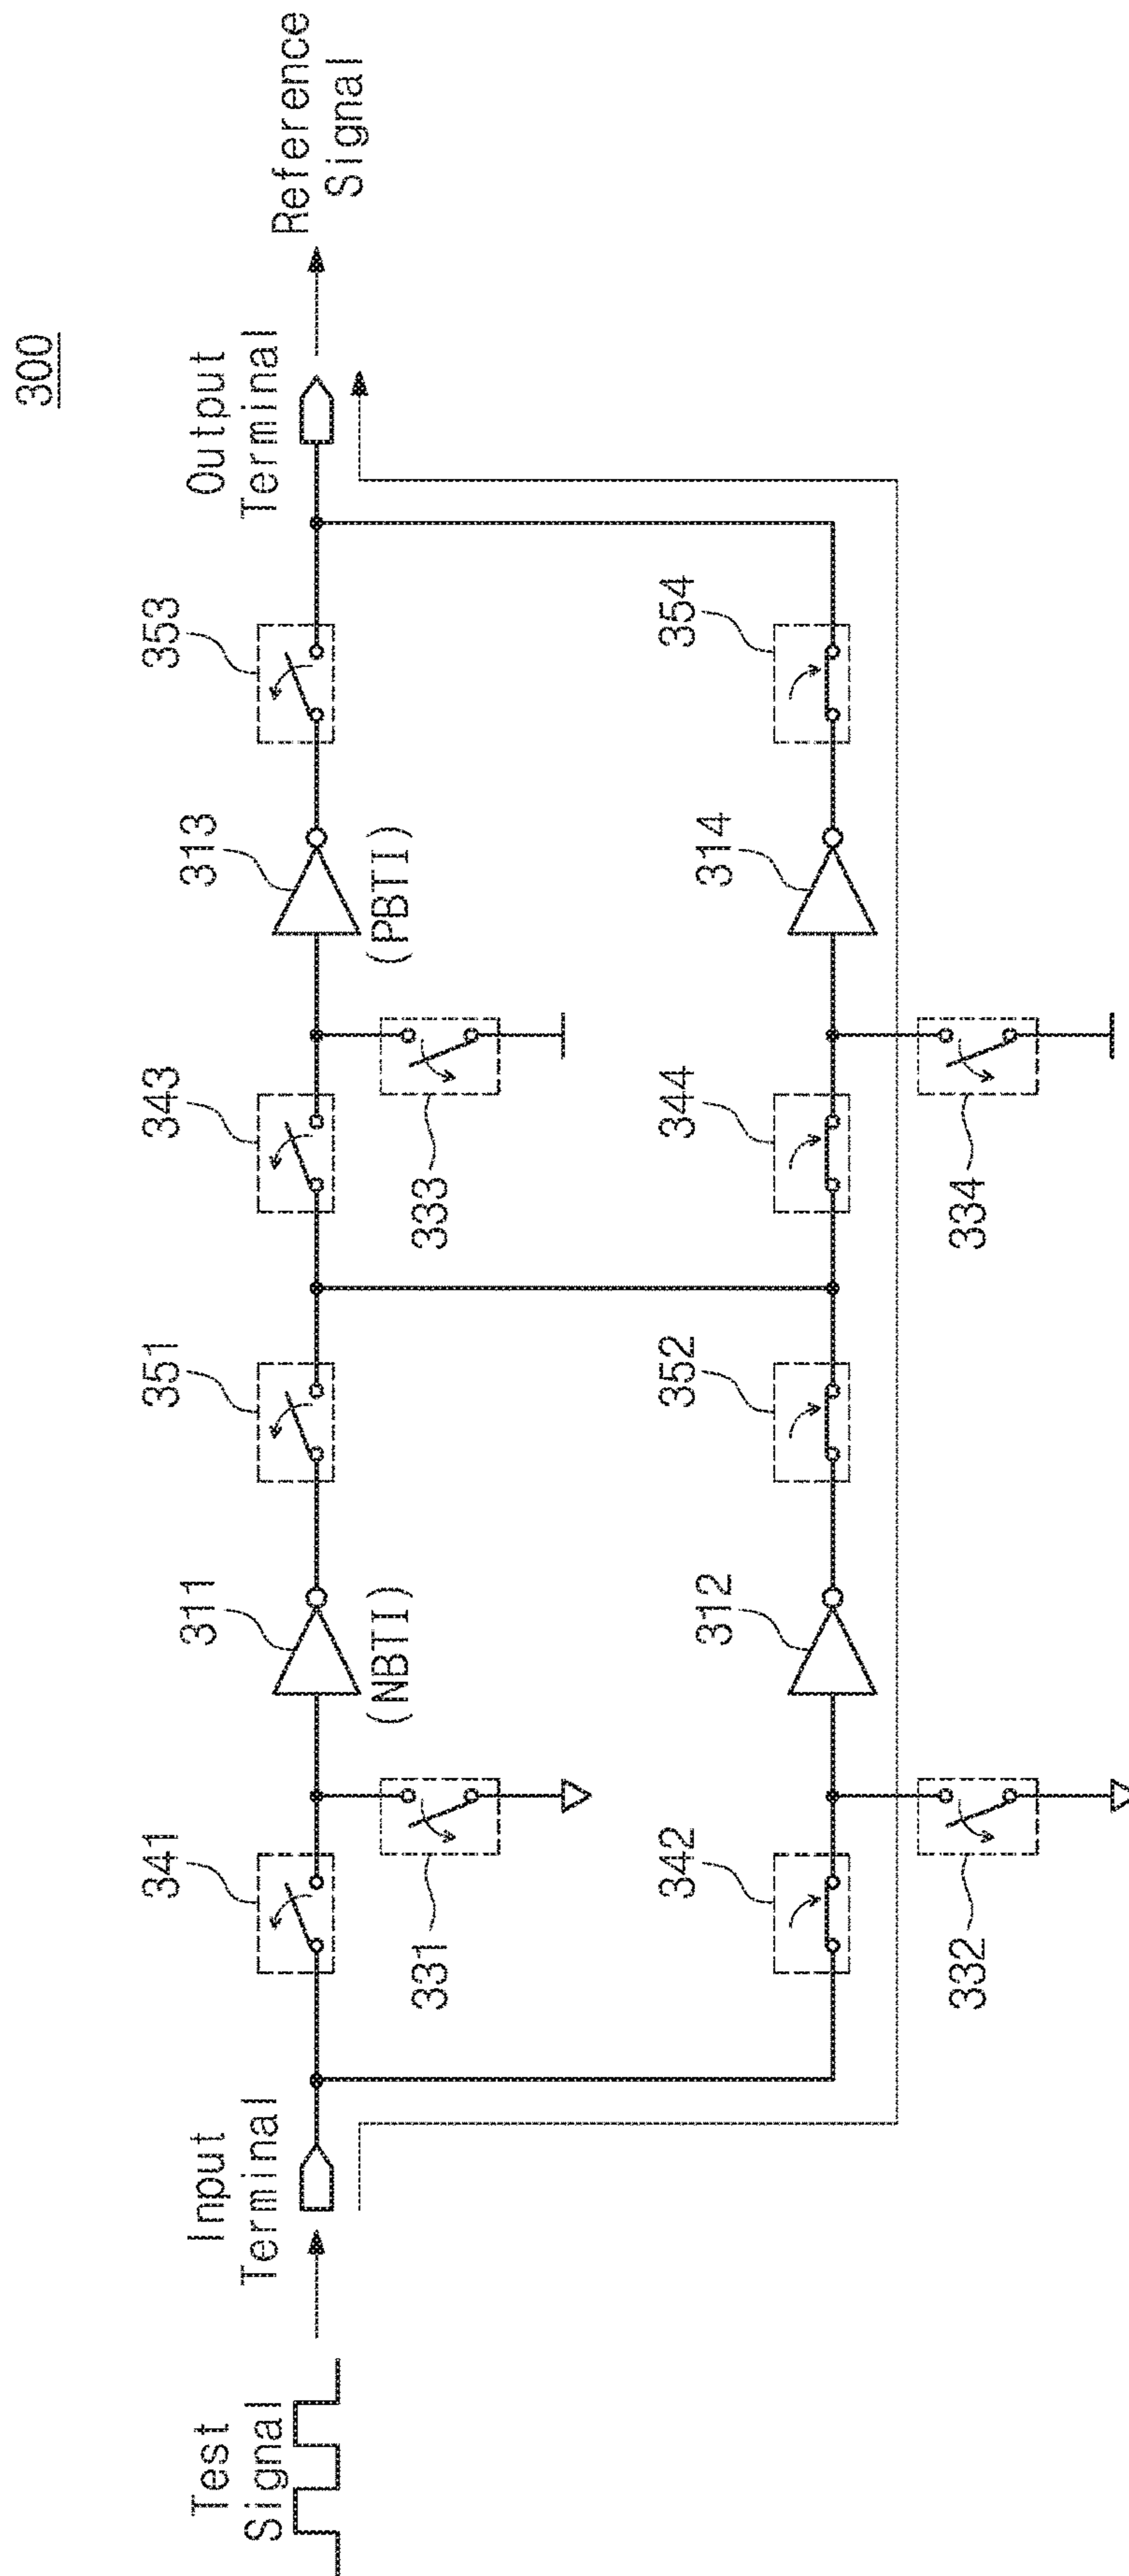 300
Test
Signal
Input
Terminal
341
331
311
(NBTI)
351
343
333
313
(PBTI)
353
Output
Terminal
Reference
Signal
342
332
312
352
344
334
314
354